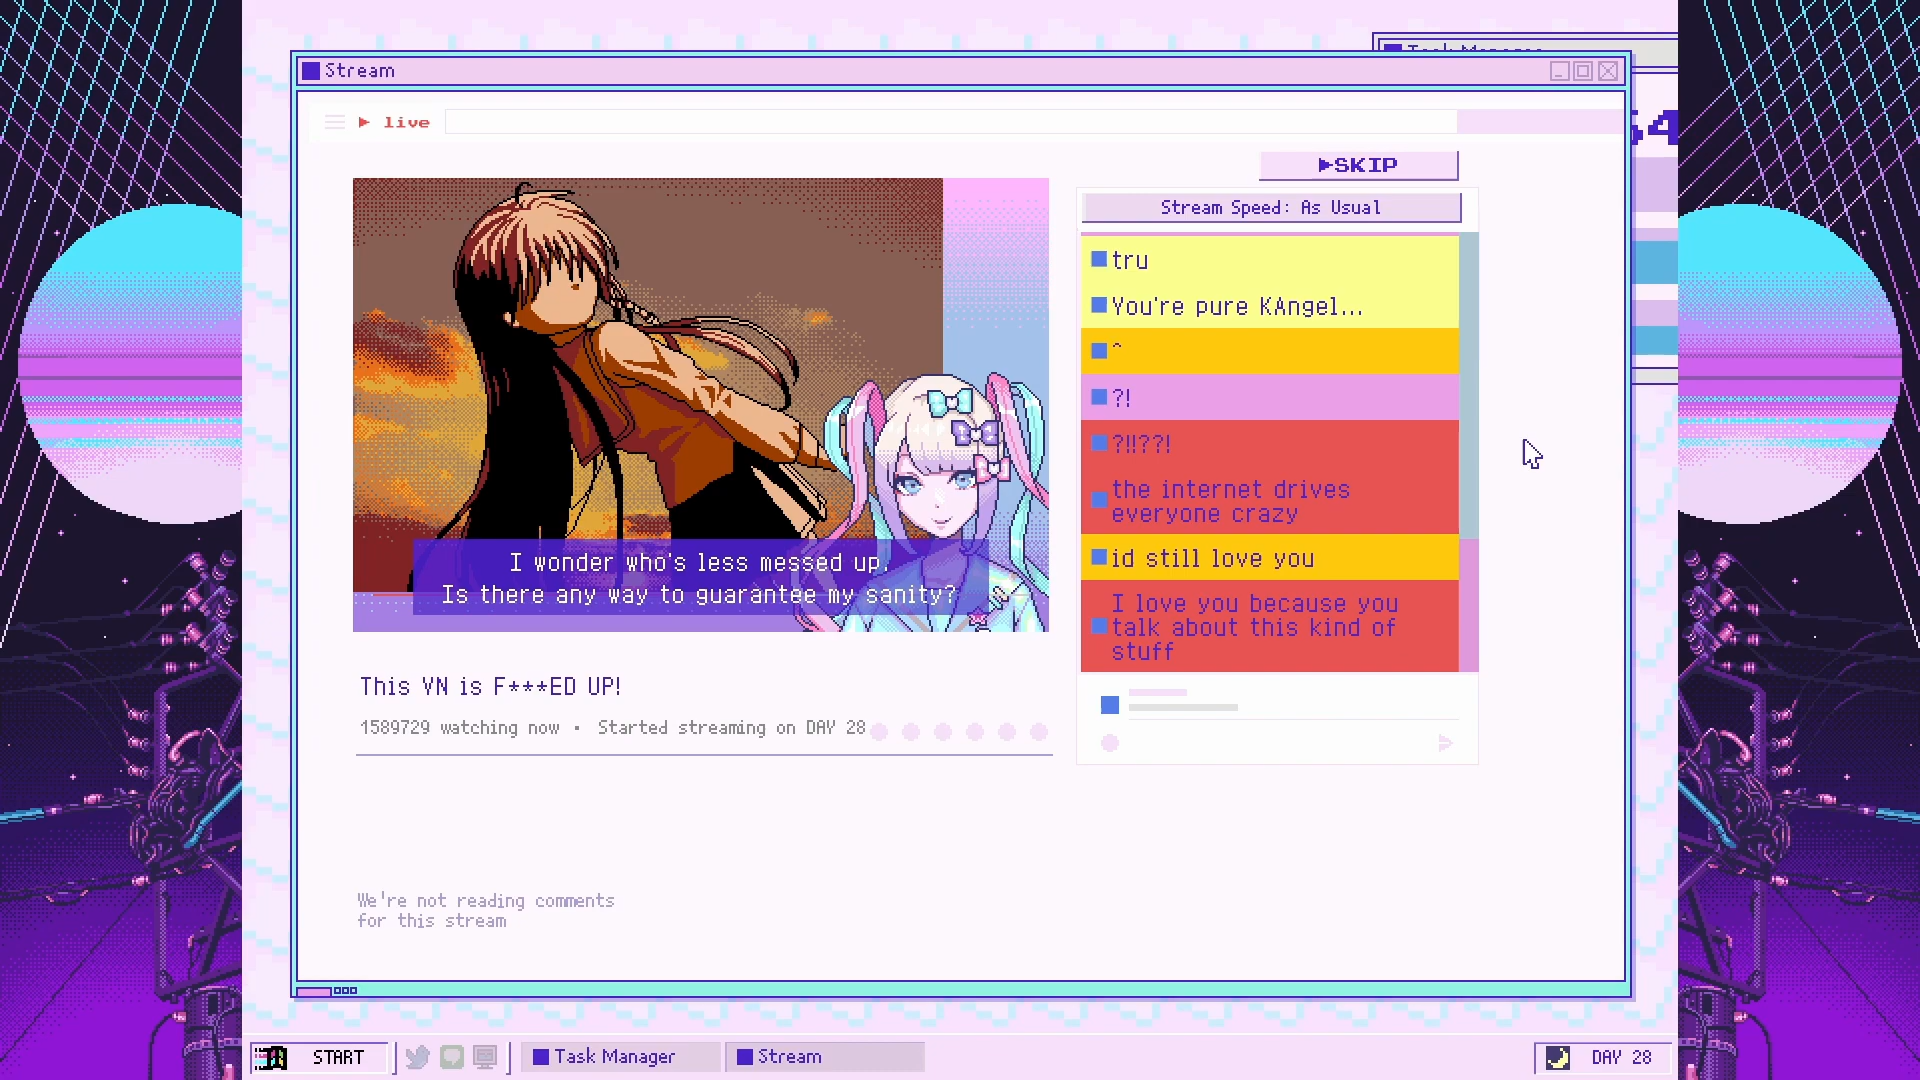 Task Manager
Stream
live
▶SKIP
Stream Speed: As Usual
tru
You're pure KAngel...
^
?!
?!!??!
the internet drives
everyone crazy
id still love you
I love you because you
talk about this kind of
stuff
I wonder who's less messed up.
Is there any way to guarantee my sanity?
This VN is F***ED UP!
1589729 watching now • Started streaming on DAY 28
We're not reading comments
for this stream
START
Task Manager
Stream
DAY 28